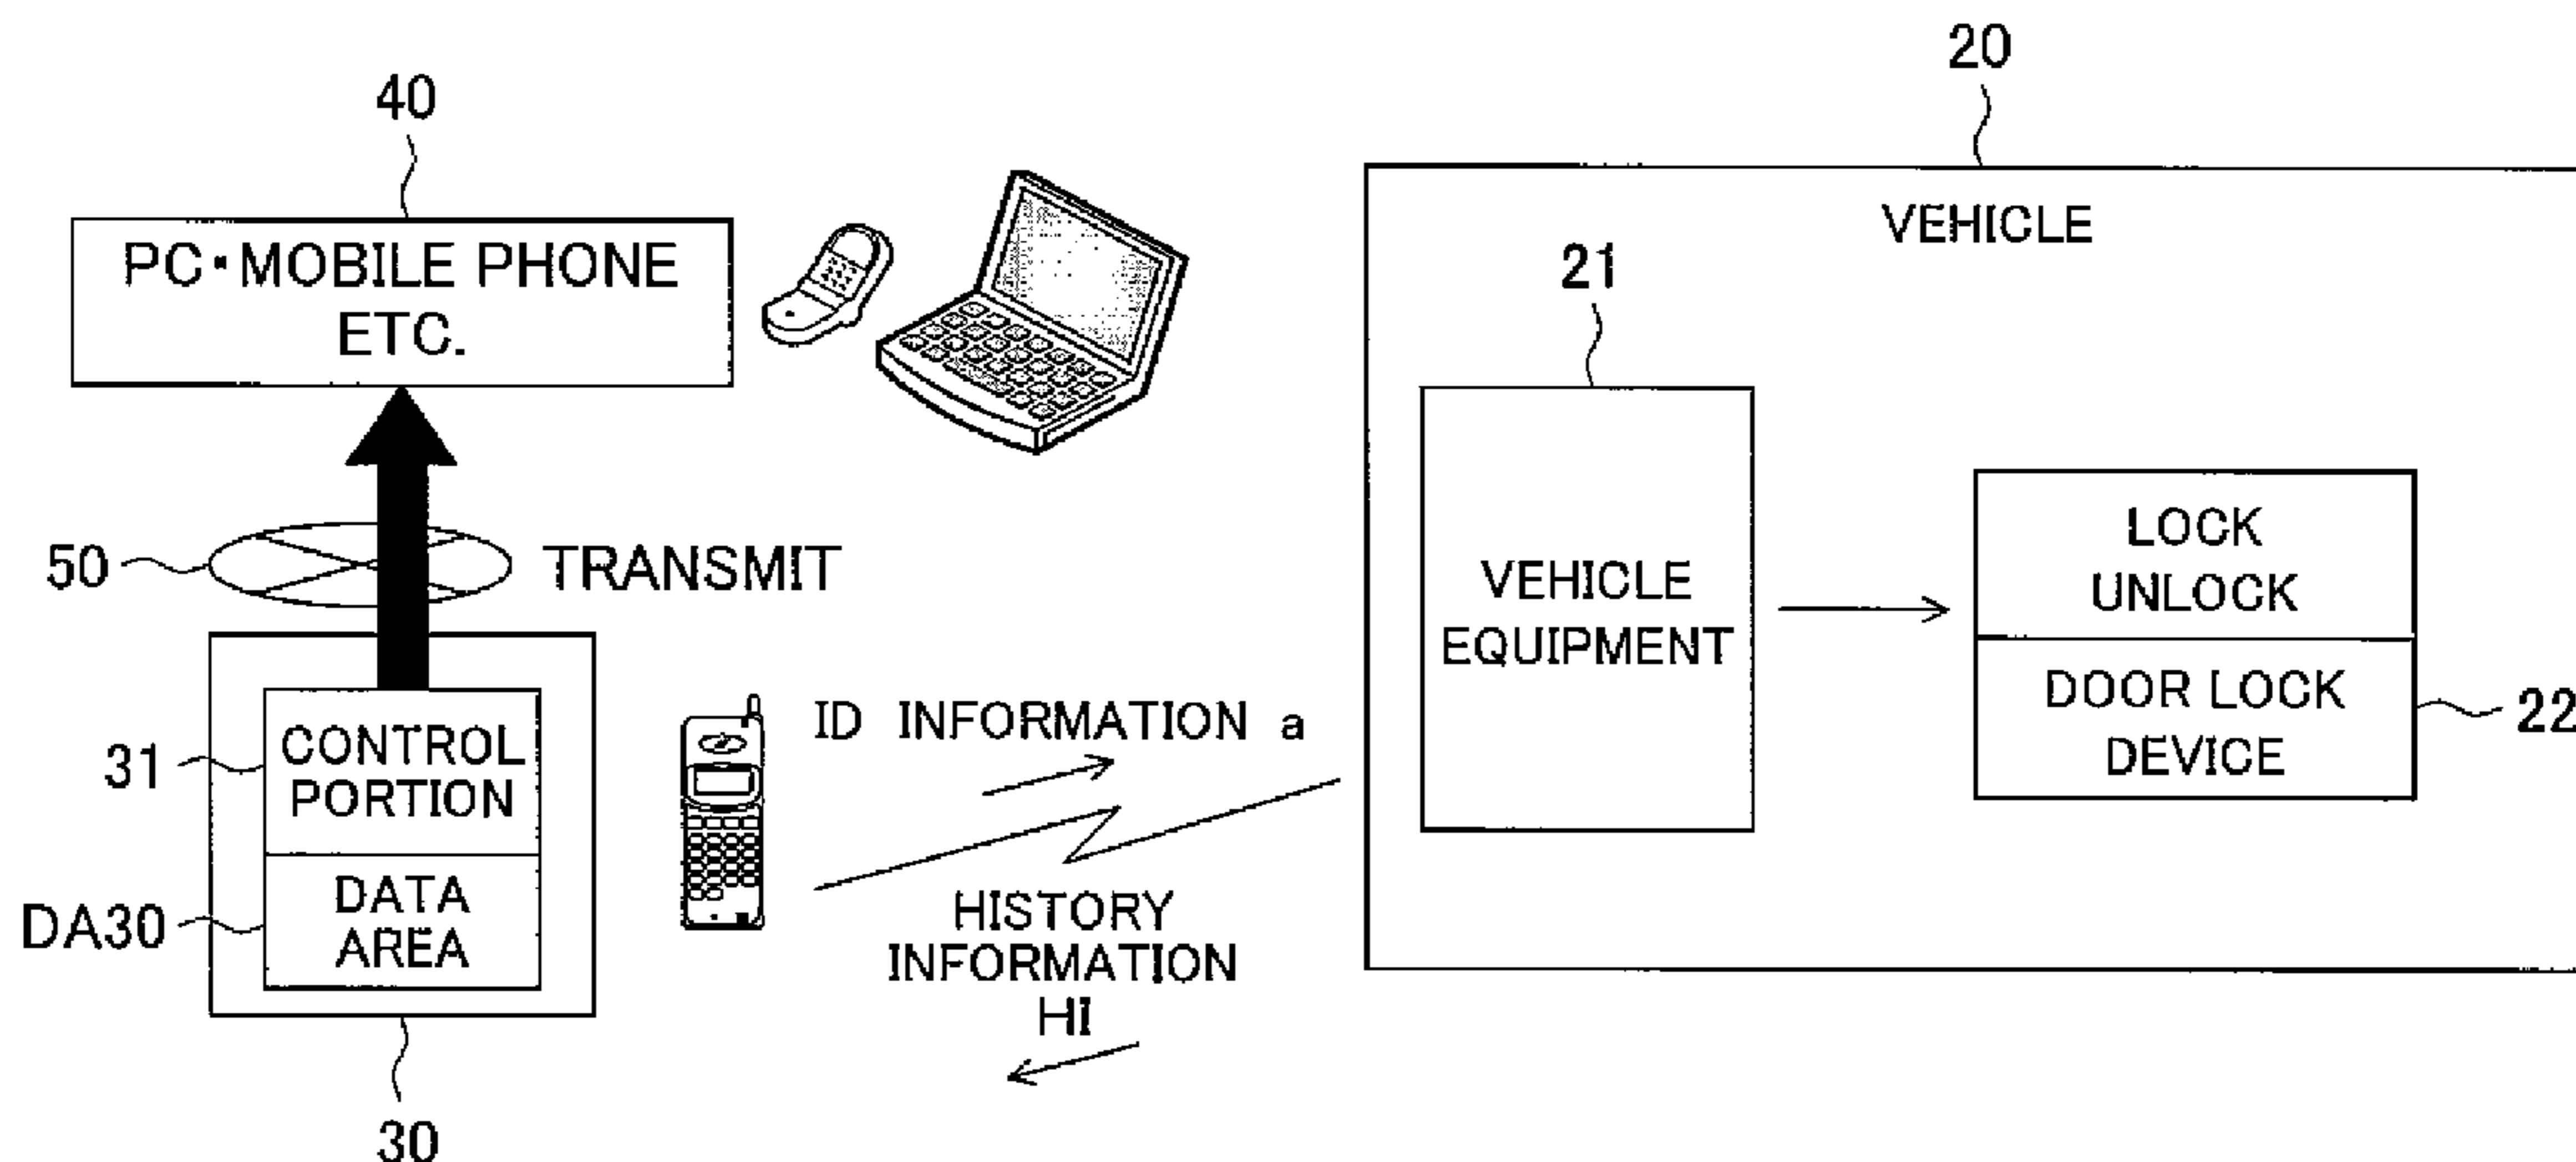 40
PC・MOBILE PHONE
ETC.
50
TRANSMIT
31
CONTROL
PORTION
DA30
DATA
AREA
30
ID INFORMATION a
HISTORY
INFORMATION
HI
20
VEHICLE
21
VEHICLE
EQUIPMENT
LOCK
UNLOCK
DOOR LOCK
DEVICE
22